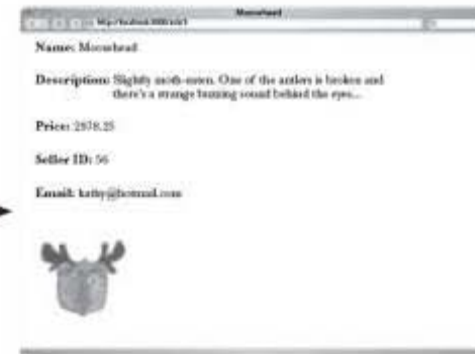 Moosehead
Name: Moosehead
Description: Slightly moth-eaten. One of the antlers is broken and
there's a strange buzzing sound behind the eyes...
Price: 2878.25
Seller ID: 56
Email: kathy@hotmail.com